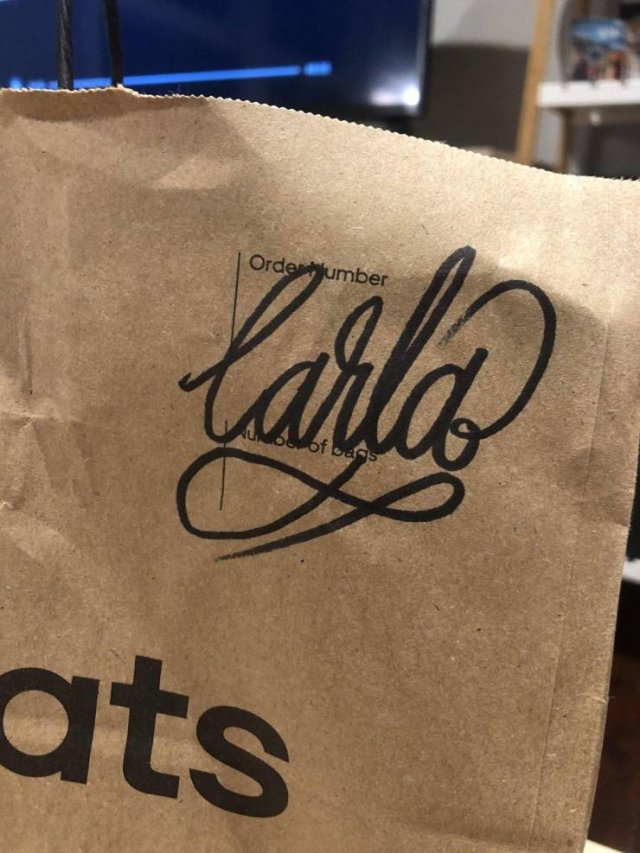 Order Number
Carla
Number of bags
ats